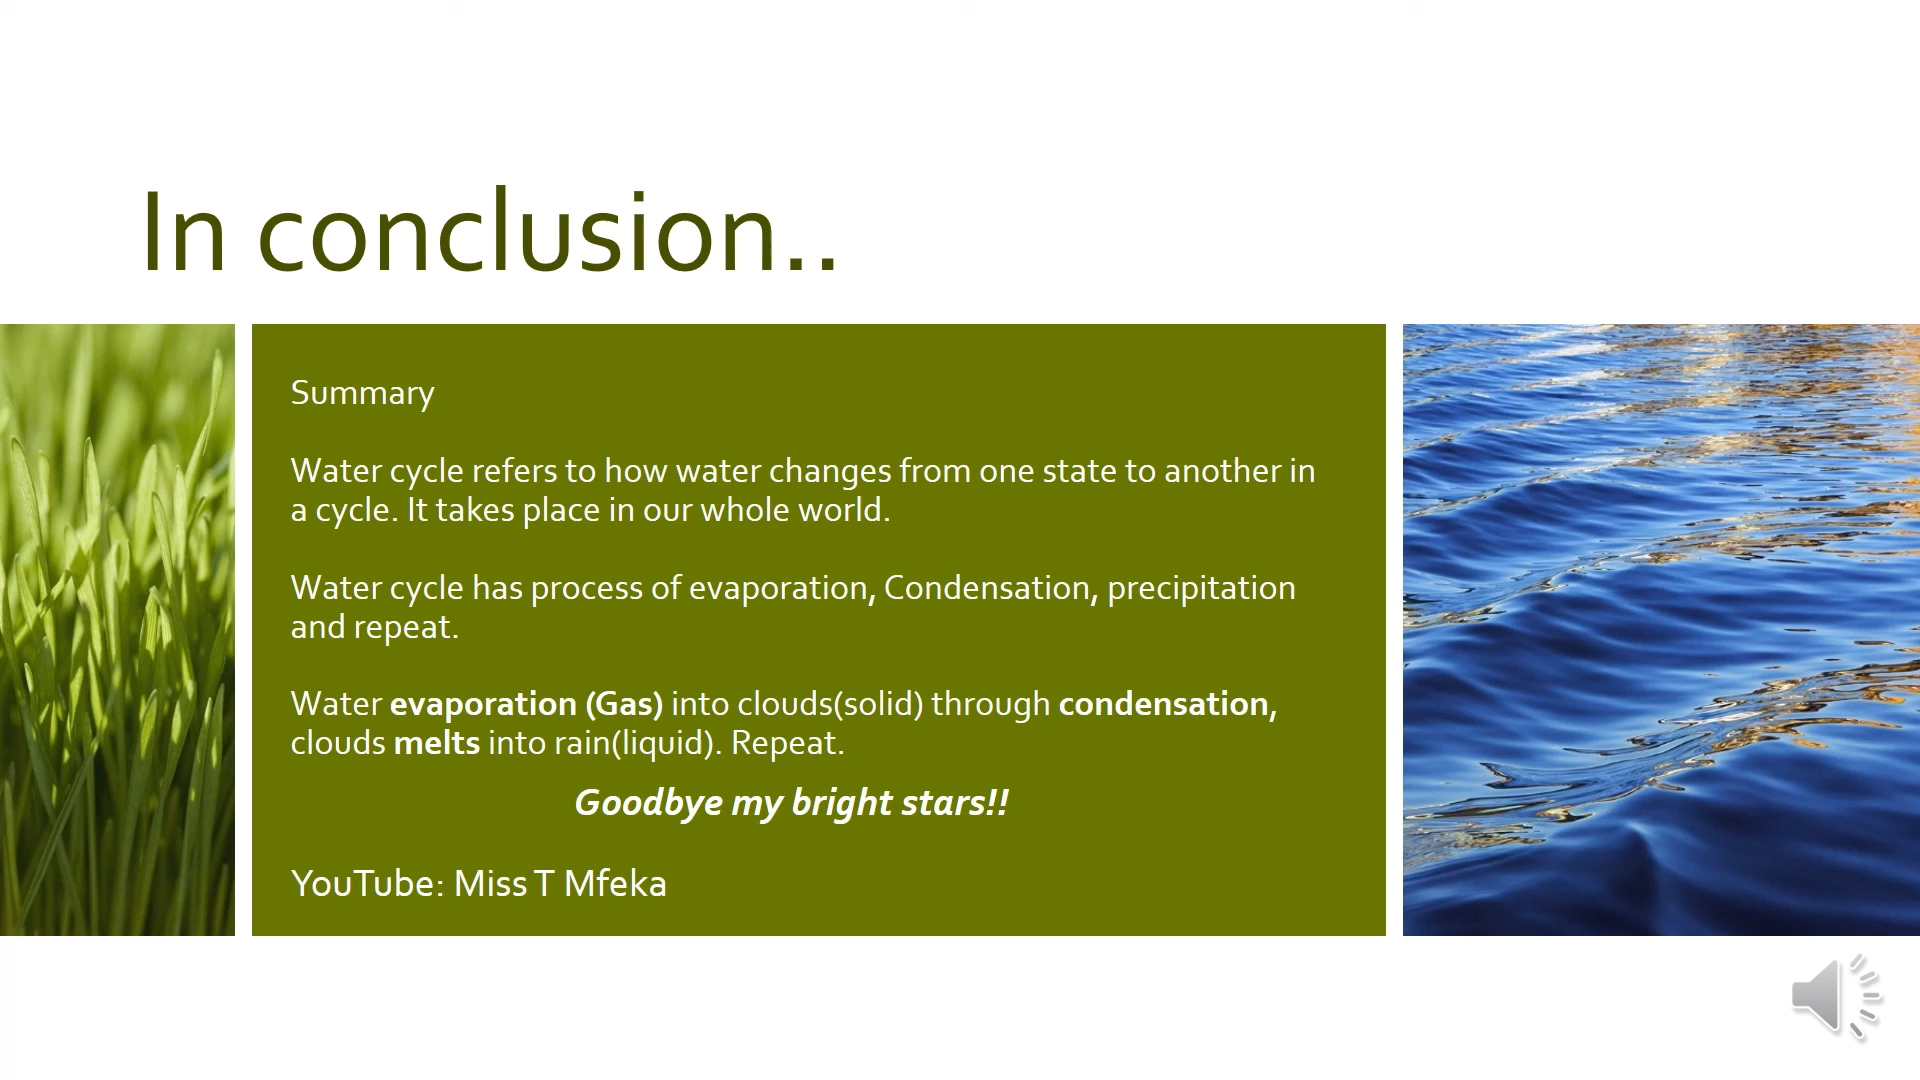 In conclusion..
Summary
Water cycle refers to how water changes from one state to another in
a cycle. It takes place in our whole world.
Water cycle has process of evaporation, Condensation, precipitation
and repeat.
Water evaporation (Gas) into clouds(solid) through condensation,
clouds melts into rain(liquid). Repeat.
Goodbye my bright stars!!
YouTube: Miss T Mfeka